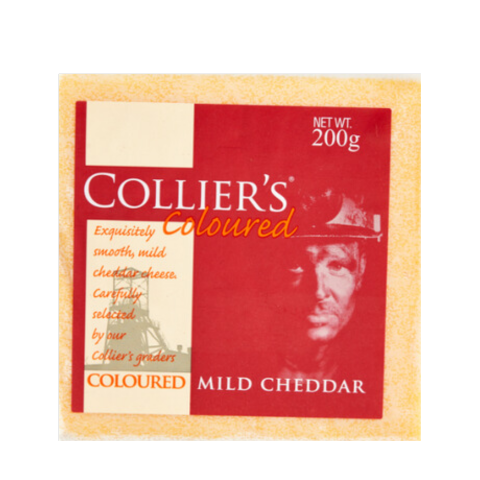 NET WT.
200g
COLLIER'S®
Coloured
Exquisitely
smooth, mild
cheddar cheese.
Carefully
selected
by our
Collier's graders
COLOURED
MILD CHEDDAR